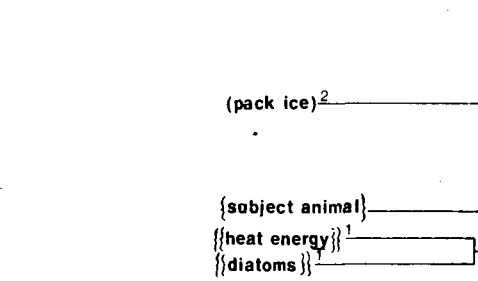 (pack ice)2
{subject animal}
{{heat energy}}1
{{diatoms}}1